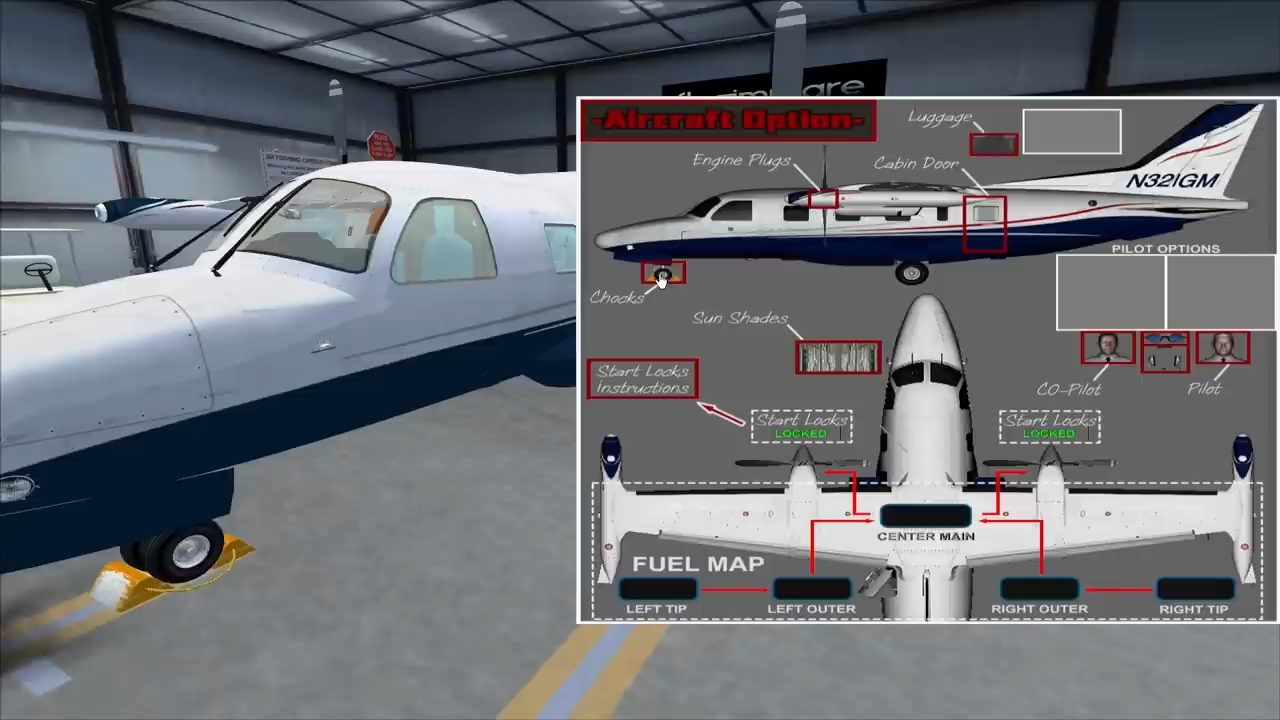 -Aircraft Option-
Luggage
Engine Plugs
Cabin Door
N321GM
PILOT OPTIONS
Chocks
Sun Shades
Start Locks
instructions
CO-Pilot
Pilot
Start Locks
LOCKED
Start Locks
LOCKED
CENTER MAIN
FUEL MAP
LEFT TIP
LEFT OUTER
RIGHT OUTER
RIGHT TIP